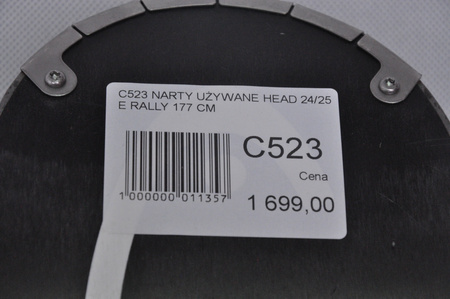 C523 NARTY UŻYWANE HEAD 24/25
E RALLY 177 CM
C523
Cena
1 000000 011357
1 699,00